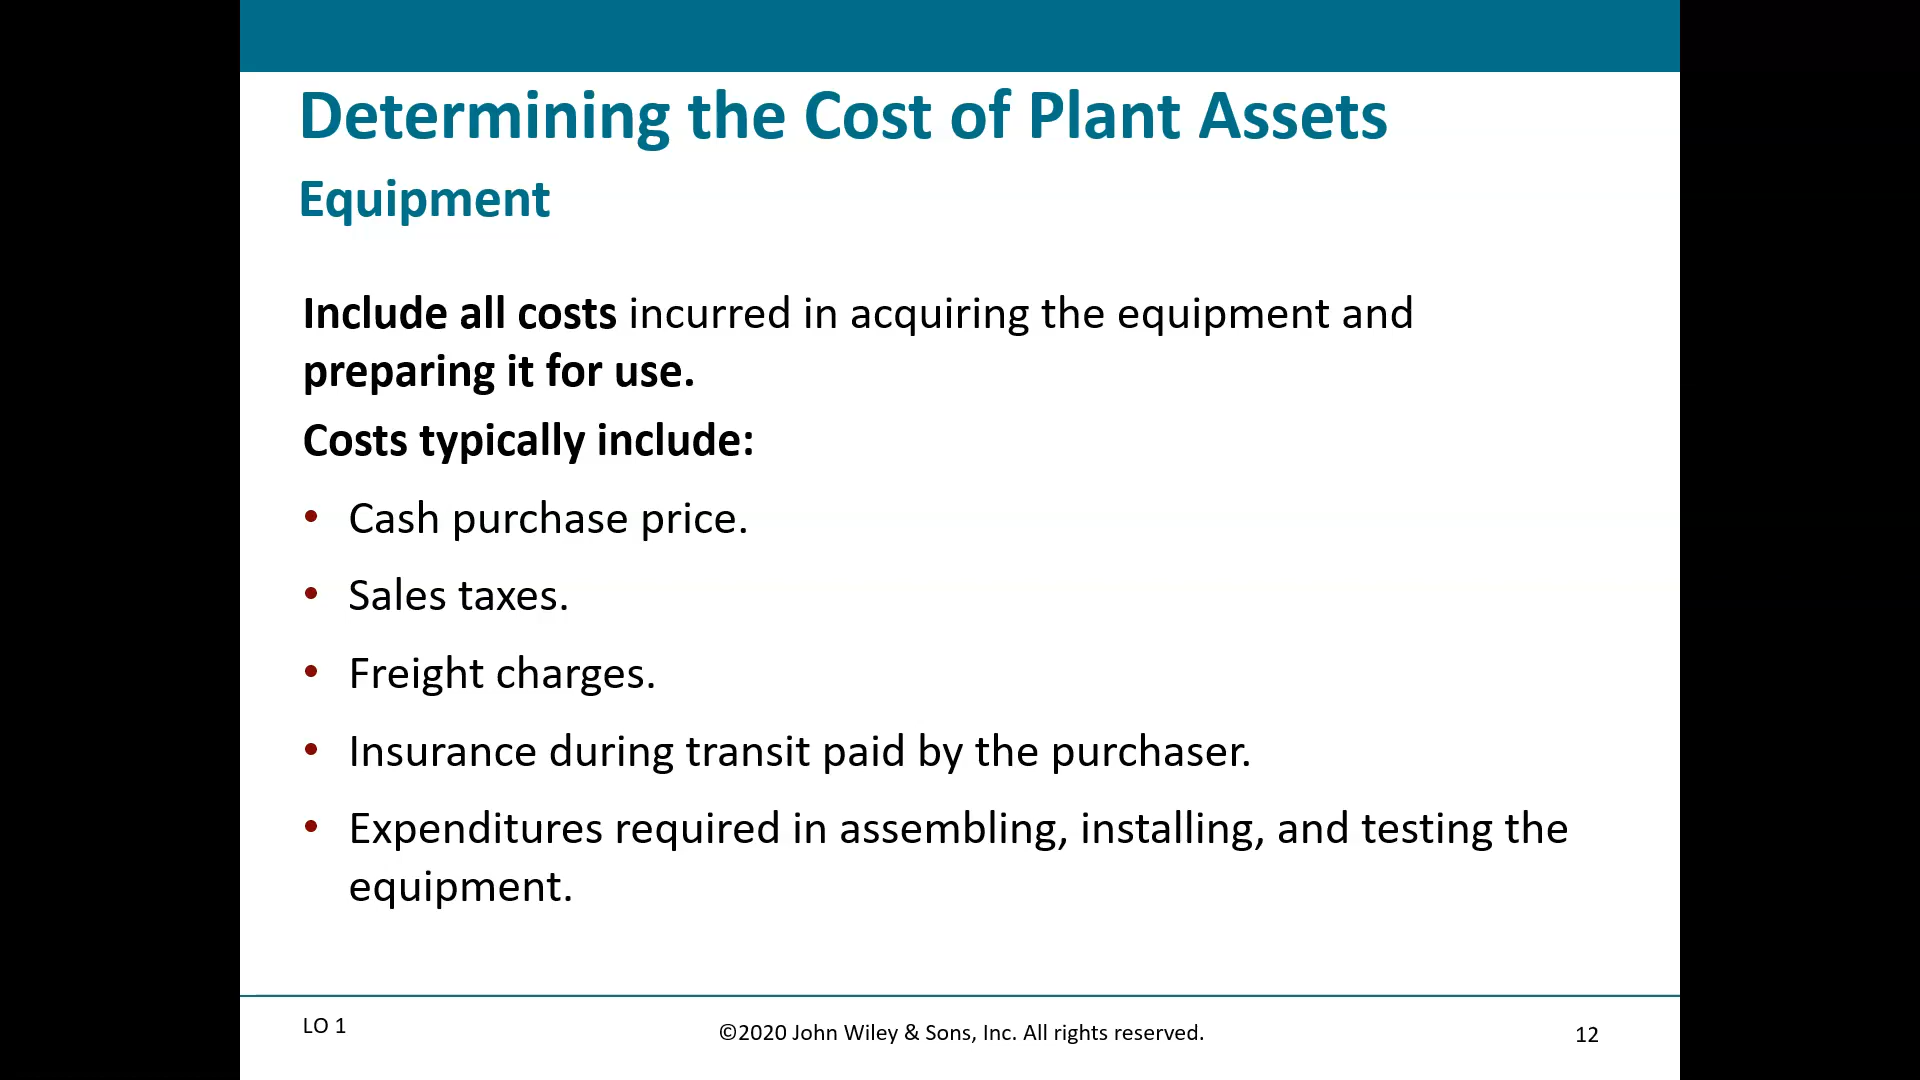 Determining the Cost of Plant Assets
Equipment
Include all costs incurred in acquiring the equipment and
preparing it for use.
Costs typically include:
• Cash purchase price.
• Sales taxes.
• Freight charges.
• Insurance during transit paid by the purchaser.
• Expenditures required in assembling, installing, and testing the
equipment.
LO 1
©2020 John Wiley & Sons, Inc. All rights reserved.
12